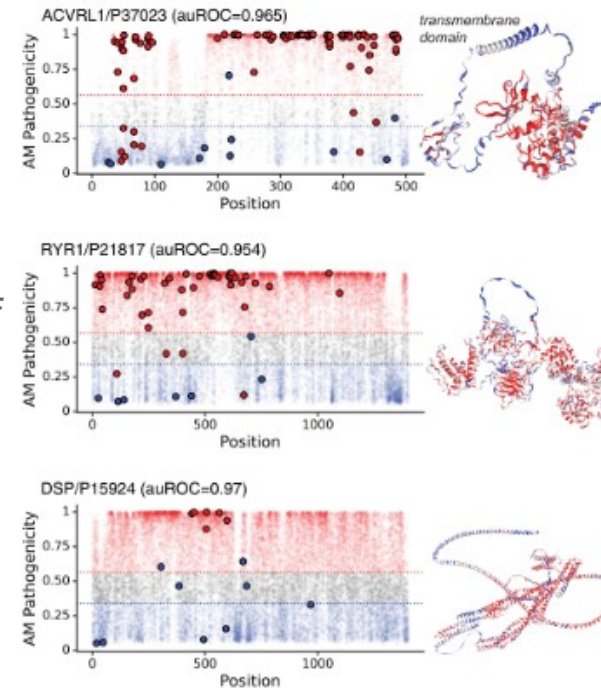 ACVRL1/P37023 (auROC=0.965)
transmembrane
domain
AM Pathogenicity
1
0.75
0.50
0.25
0
0 100 200 300 400 500
Position
RYR1/P21817 (auROC=0.954)
AM Pathogenicity
1
0.75
0.50
0.25
0
0 500 1000
Position
DSP/P15924 (auROC=0.97)
AM Pathogenicity
1
0.75
0.50
0.25
0
0 500 1000
Position